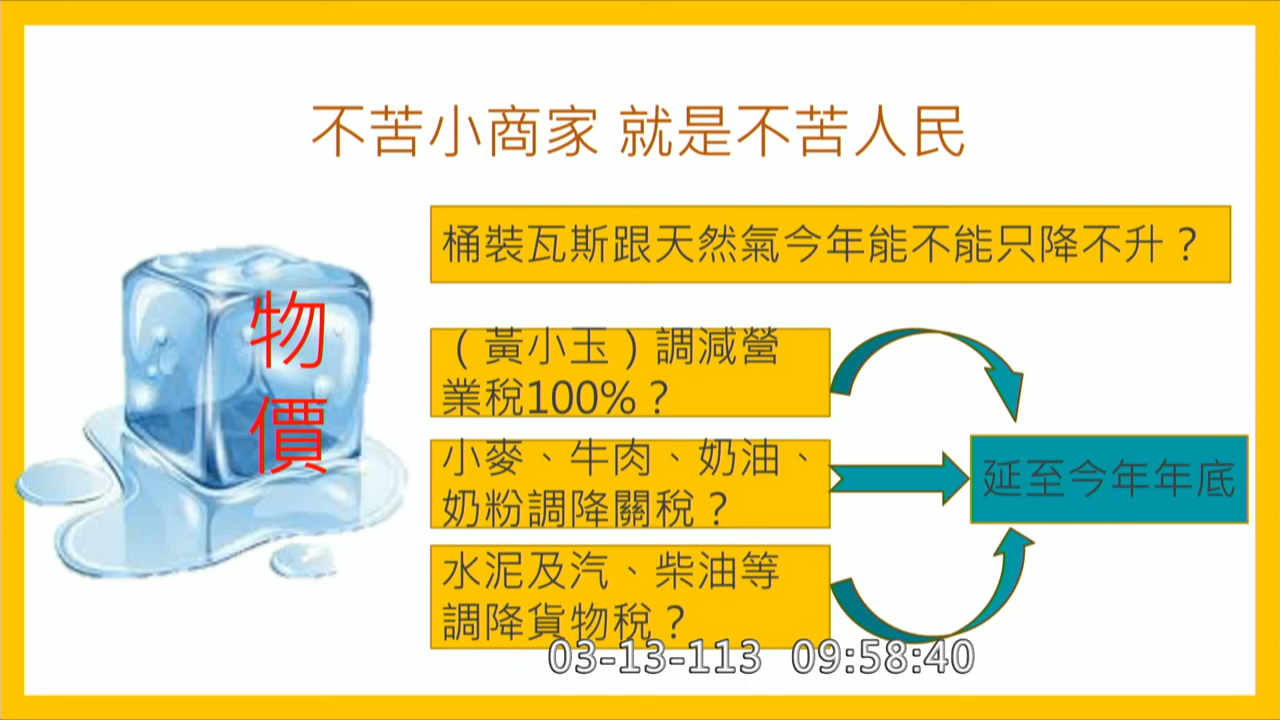 不苦小商家 就是不苦人民
物
價
桶裝瓦斯跟天然氣今年能不能只降不升？
（黃小玉）調減營
業稅100%？
小麥、牛肉、奶油、
奶粉調降關稅？
水泥及汽、柴油等
調降貨物稅？
延至今年年底
03-13-113 09:58:40